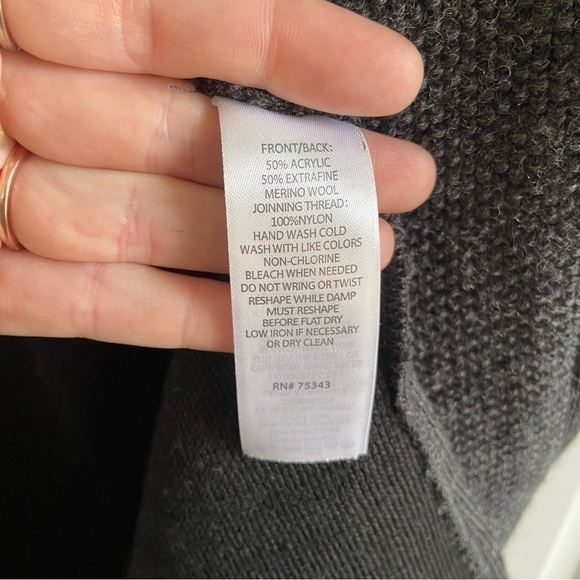 FRONT/BACK:
50% ACRYLIC
50% EXTRAFINE
MERINO WOOL
JOINNING THREAD:
100%NYLON
HAND WASH COLD
WASH WITH LIKE COLORS
NON-CHLORINE
BLEACH WHEN NEEDED
DO NOT WRING OR TWIST
RESHAPE WHILE DAMP
MUST RESHAPE
BEFORE FLAT DRY
LOW IRON IF NECESSARY
OR DRY CLEAN
RN# 75343